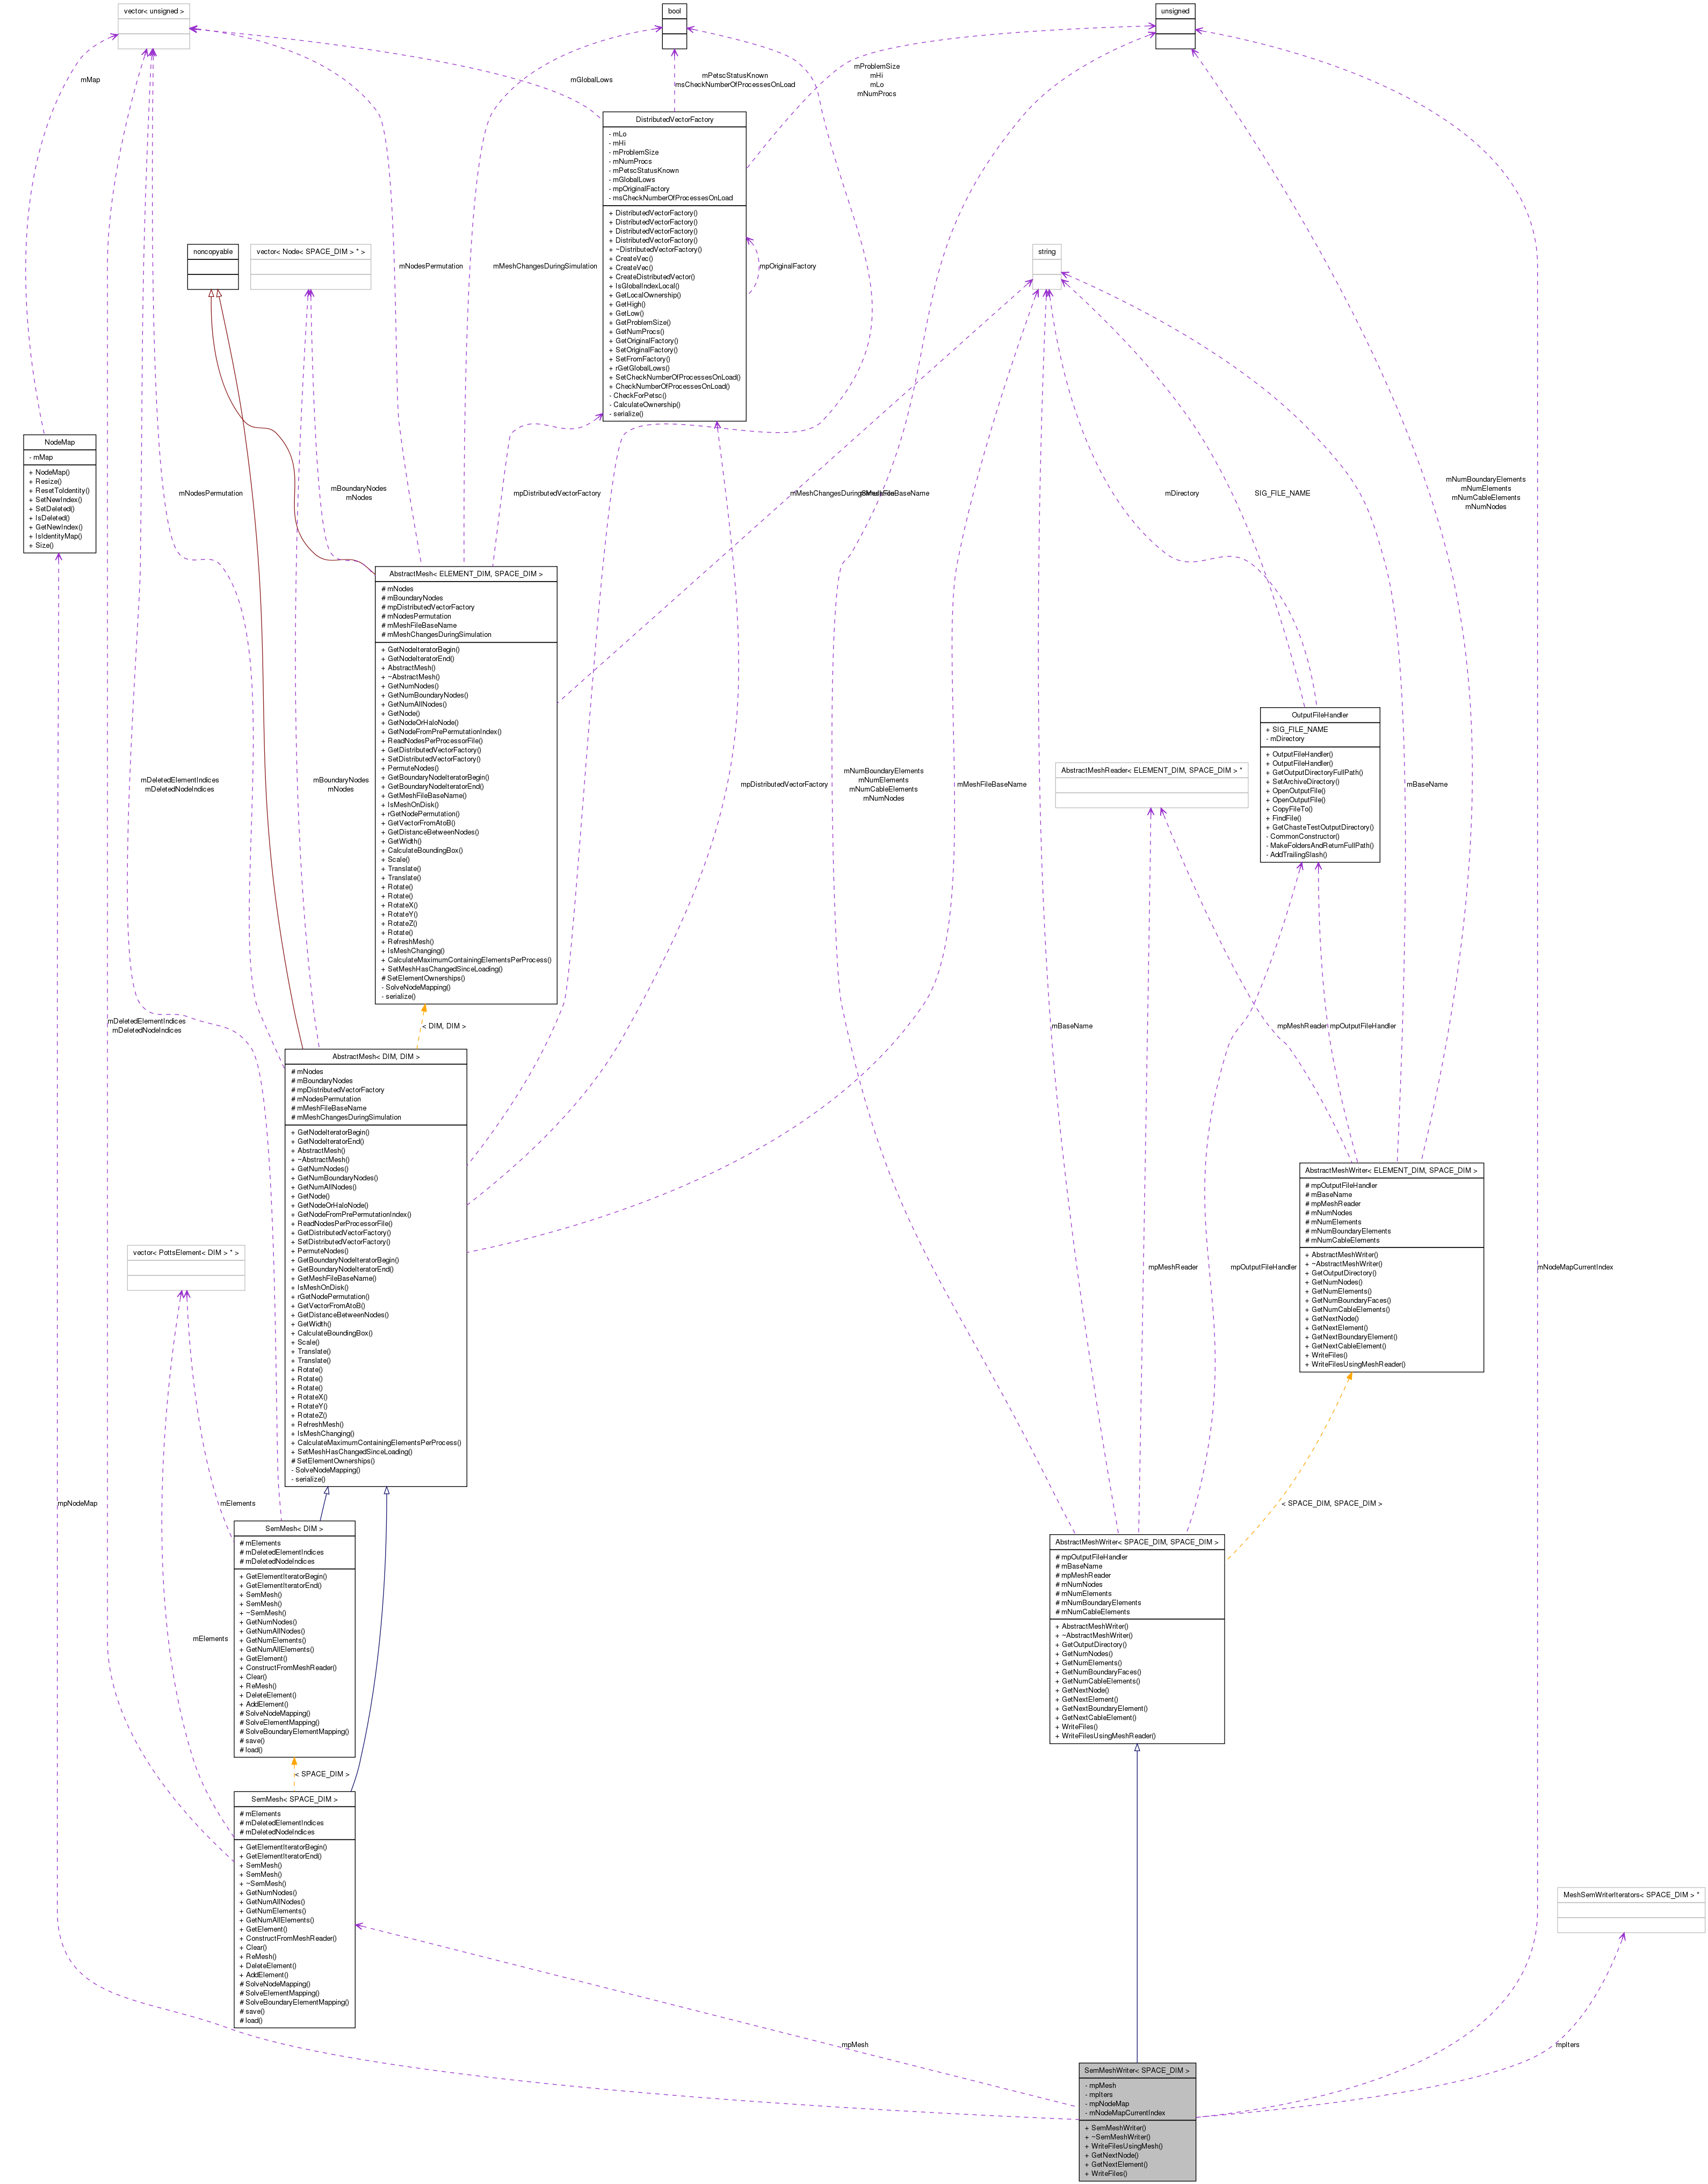 vector< unsigned >
bool
unsigned
mMap
mGlobalLows
mPetscStatusKnown
msCheckNumberOfProcessesOnLoad
mProblemSize
mHi
mLo
mNumProcs
DistributedVectorFactory
- mLo
- mHi
- mProblemSize
- mNumProcs
- mPetscStatusKnown
- mGlobalLows
- mpOriginalFactory
- msCheckNumberOfProcessesOnLoad
+ DistributedVectorFactory()
+ DistributedVectorFactory()
+ DistributedVectorFactory()
+ DistributedVectorFactory()
+ ~DistributedVectorFactory()
+ CreateVec()
+ CreateVec()
+ CreateDistributedVector()
+ IsGlobalIndexLocal()
+ GetLocalOwnership()
+ GetHigh()
+ GetLow()
+ GetProblemSize()
+ GetNumProcs()
+ GetOriginalFactory()
+ SetOriginalFactory()
+ SetFromFactory()
+ rGetGlobalLows()
+ SetCheckNumberOfProcessesOnLoad()
+ CheckNumberOfProcessesOnLoad()
- CheckForPetsc()
- CalculateOwnership()
- serialize()
noncopyable
vector< Node< SPACE_DIM > * >
string
mNodesPermutation
mMeshChangesDuringSimulation
mpOriginalFactory
NodeMap
- mMap
+ NodeMap()
+ Resize()
+ ResetToIdentity()
+ SetNewIndex()
+ SetDeleted()
+ IsDeleted()
+ GetNewIndex()
+ IsIdentityMap()
+ Size()
mNodesPermutation
mBoundaryNodes
mNodes
mpDistributedVectorFactory
mMeshChangesDuringSimulation
mMeshFileBaseName
mDirectory
SIG_FILE_NAME
mNumBoundaryElements
mNumElements
mNumCableElements
mNumNodes
AbstractMesh< ELEMENT_DIM, SPACE_DIM >
# mNodes
# mBoundaryNodes
# mpDistributedVectorFactory
# mNodesPermutation
# mMeshFileBaseName
# mMeshChangesDuringSimulation
+ GetNodeIteratorBegin()
+ GetNodeIteratorEnd()
+ AbstractMesh()
+ ~AbstractMesh()
+ GetNumNodes()
+ GetNumBoundaryNodes()
+ GetNumAllNodes()
+ GetNode()
+ GetNodeOrHaloNode()
+ GetNodeFromPrePermutationIndex()
+ ReadNodesPerProcessorFile()
+ GetDistributedVectorFactory()
+ SetDistributedVectorFactory()
+ PermuteNodes()
+ GetBoundaryNodeIteratorBegin()
+ GetBoundaryNodeIteratorEnd()
+ GetMeshFileBaseName()
+ IsMeshOnDisk()
+ rGetNodePermutation()
+ GetVectorFromAtoB()
+ GetDistanceBetweenNodes()
+ GetWidth()
+ CalculateBoundingBox()
+ Scale()
+ Translate()
+ Translate()
+ Rotate()
+ Rotate()
+ RotateX()
+ RotateY()
+ RotateZ()
+ Rotate()
+ RefreshMesh()
+ IsMeshChanging()
+ CalculateMaximumContainingElementsPerProcess()
+ SetMeshHasChangedSinceLoading()
# SetElementOwnerships()
- SolveNodeMapping()
- serialize()
OutputFileHandler
+ SIG_FILE_NAME
- mDirectory
+ OutputFileHandler()
+ OutputFileHandler()
+ GetOutputDirectoryFullPath()
+ SetArchiveDirectory()
+ OpenOutputFile()
+ OpenOutputFile()
+ CopyFileTo()
+ FindFile()
+ GetChasteTestOutputDirectory()
- CommonConstructor()
- MakeFoldersAndReturnFullPath()
- AddTrailingSlash()
AbstractMeshReader< ELEMENT_DIM, SPACE_DIM > *
mDeletedElementIndices
mDeletedNodeIndices
mBoundaryNodes
mNodes
mpDistributedVectorFactory
mNumBoundaryElements
mNumElements
mNumCableElements
mNumNodes
mMeshFileBaseName
mBaseName
mDeletedElementIndices
mDeletedNodeIndices
< DIM, DIM >
mBaseName
mpMeshReader
mpOutputFileHandler
AbstractMesh< DIM, DIM >
# mNodes
# mBoundaryNodes
# mpDistributedVectorFactory
# mNodesPermutation
# mMeshFileBaseName
# mMeshChangesDuringSimulation
+ GetNodeIteratorBegin()
+ GetNodeIteratorEnd()
+ AbstractMesh()
+ ~AbstractMesh()
+ GetNumNodes()
+ GetNumBoundaryNodes()
+ GetNumAllNodes()
+ GetNode()
+ GetNodeOrHaloNode()
+ GetNodeFromPrePermutationIndex()
+ ReadNodesPerProcessorFile()
+ GetDistributedVectorFactory()
+ SetDistributedVectorFactory()
+ PermuteNodes()
+ GetBoundaryNodeIteratorBegin()
+ GetBoundaryNodeIteratorEnd()
+ GetMeshFileBaseName()
+ IsMeshOnDisk()
+ rGetNodePermutation()
+ GetVectorFromAtoB()
+ GetDistanceBetweenNodes()
+ GetWidth()
+ CalculateBoundingBox()
+ Scale()
+ Translate()
+ Translate()
+ Rotate()
+ Rotate()
+ Rotate()
+ RotateX()
+ RotateY()
+ RotateZ()
+ RefreshMesh()
+ IsMeshChanging()
+ CalculateMaximumContainingElementsPerProcess()
+ SetMeshHasChangedSinceLoading()
# SetElementOwnerships()
- SolveNodeMapping()
- serialize()
AbstractMeshWriter< ELEMENT_DIM, SPACE_DIM >
# mpOutputFileHandler
# mBaseName
# mpMeshReader
# mNumNodes
# mNumElements
# mNumBoundaryElements
# mNumCableElements
+ AbstractMeshWriter()
+ ~AbstractMeshWriter()
+ GetOutputDirectory()
+ GetNumNodes()
+ GetNumElements()
+ GetNumBoundaryFaces()
+ GetNumCableElements()
+ GetNextNode()
+ GetNextElement()
+ GetNextBoundaryElement()
+ GetNextCableElement()
+ WriteFiles()
+ WriteFilesUsingMeshReader()
vector< PottsElement< DIM > * >
mpMeshReader
mpOutputFileHandler
mNodeMapCurrentIndex
mpNodeMap
mElements
< SPACE_DIM, SPACE_DIM >
SemMesh< DIM >
# mElements
# mDeletedElementIndices
# mDeletedNodeIndices
+ GetElementIteratorBegin()
+ GetElementIteratorEnd()
+ SemMesh()
+ SemMesh()
+ ~SemMesh()
+ GetNumNodes()
+ GetNumAllNodes()
+ GetNumElements()
+ GetNumAllElements()
+ GetElement()
+ ConstructFromMeshReader()
+ Clear()
+ ReMesh()
+ DeleteElement()
+ AddElement()
# SolveNodeMapping()
# SolveElementMapping()
# SolveBoundaryElementMapping()
# save()
# load()
AbstractMeshWriter< SPACE_DIM, SPACE_DIM >
# mpOutputFileHandler
# mBaseName
# mpMeshReader
# mNumNodes
# mNumElements
# mNumBoundaryElements
# mNumCableElements
+ AbstractMeshWriter()
+ ~AbstractMeshWriter()
+ GetOutputDirectory()
+ GetNumNodes()
+ GetNumElements()
+ GetNumBoundaryFaces()
+ GetNumCableElements()
+ GetNextNode()
+ GetNextElement()
+ GetNextBoundaryElement()
+ GetNextCableElement()
+ WriteFiles()
+ WriteFilesUsingMeshReader()
mElements
< SPACE_DIM >
SemMesh< SPACE_DIM >
# mElements
# mDeletedElementIndices
# mDeletedNodeIndices
+ GetElementIteratorBegin()
+ GetElementIteratorEnd()
+ SemMesh()
+ SemMesh()
+ ~SemMesh()
+ GetNumNodes()
+ GetNumAllNodes()
+ GetNumElements()
+ GetNumAllElements()
+ GetElement()
+ ConstructFromMeshReader()
+ Clear()
+ ReMesh()
+ DeleteElement()
+ AddElement()
# SolveNodeMapping()
# SolveElementMapping()
# SolveBoundaryElementMapping()
# save()
# load()
MeshSemWriterIterators< SPACE_DIM > *
mpMesh
mpIters
SemMeshWriter< SPACE_DIM >
- mpMesh
- mpIters
- mpNodeMap
- mNodeMapCurrentIndex
+ SemMeshWriter()
+ ~SemMeshWriter()
+ WriteFilesUsingMesh()
+ GetNextNode()
+ GetNextElement()
+ WriteFiles()